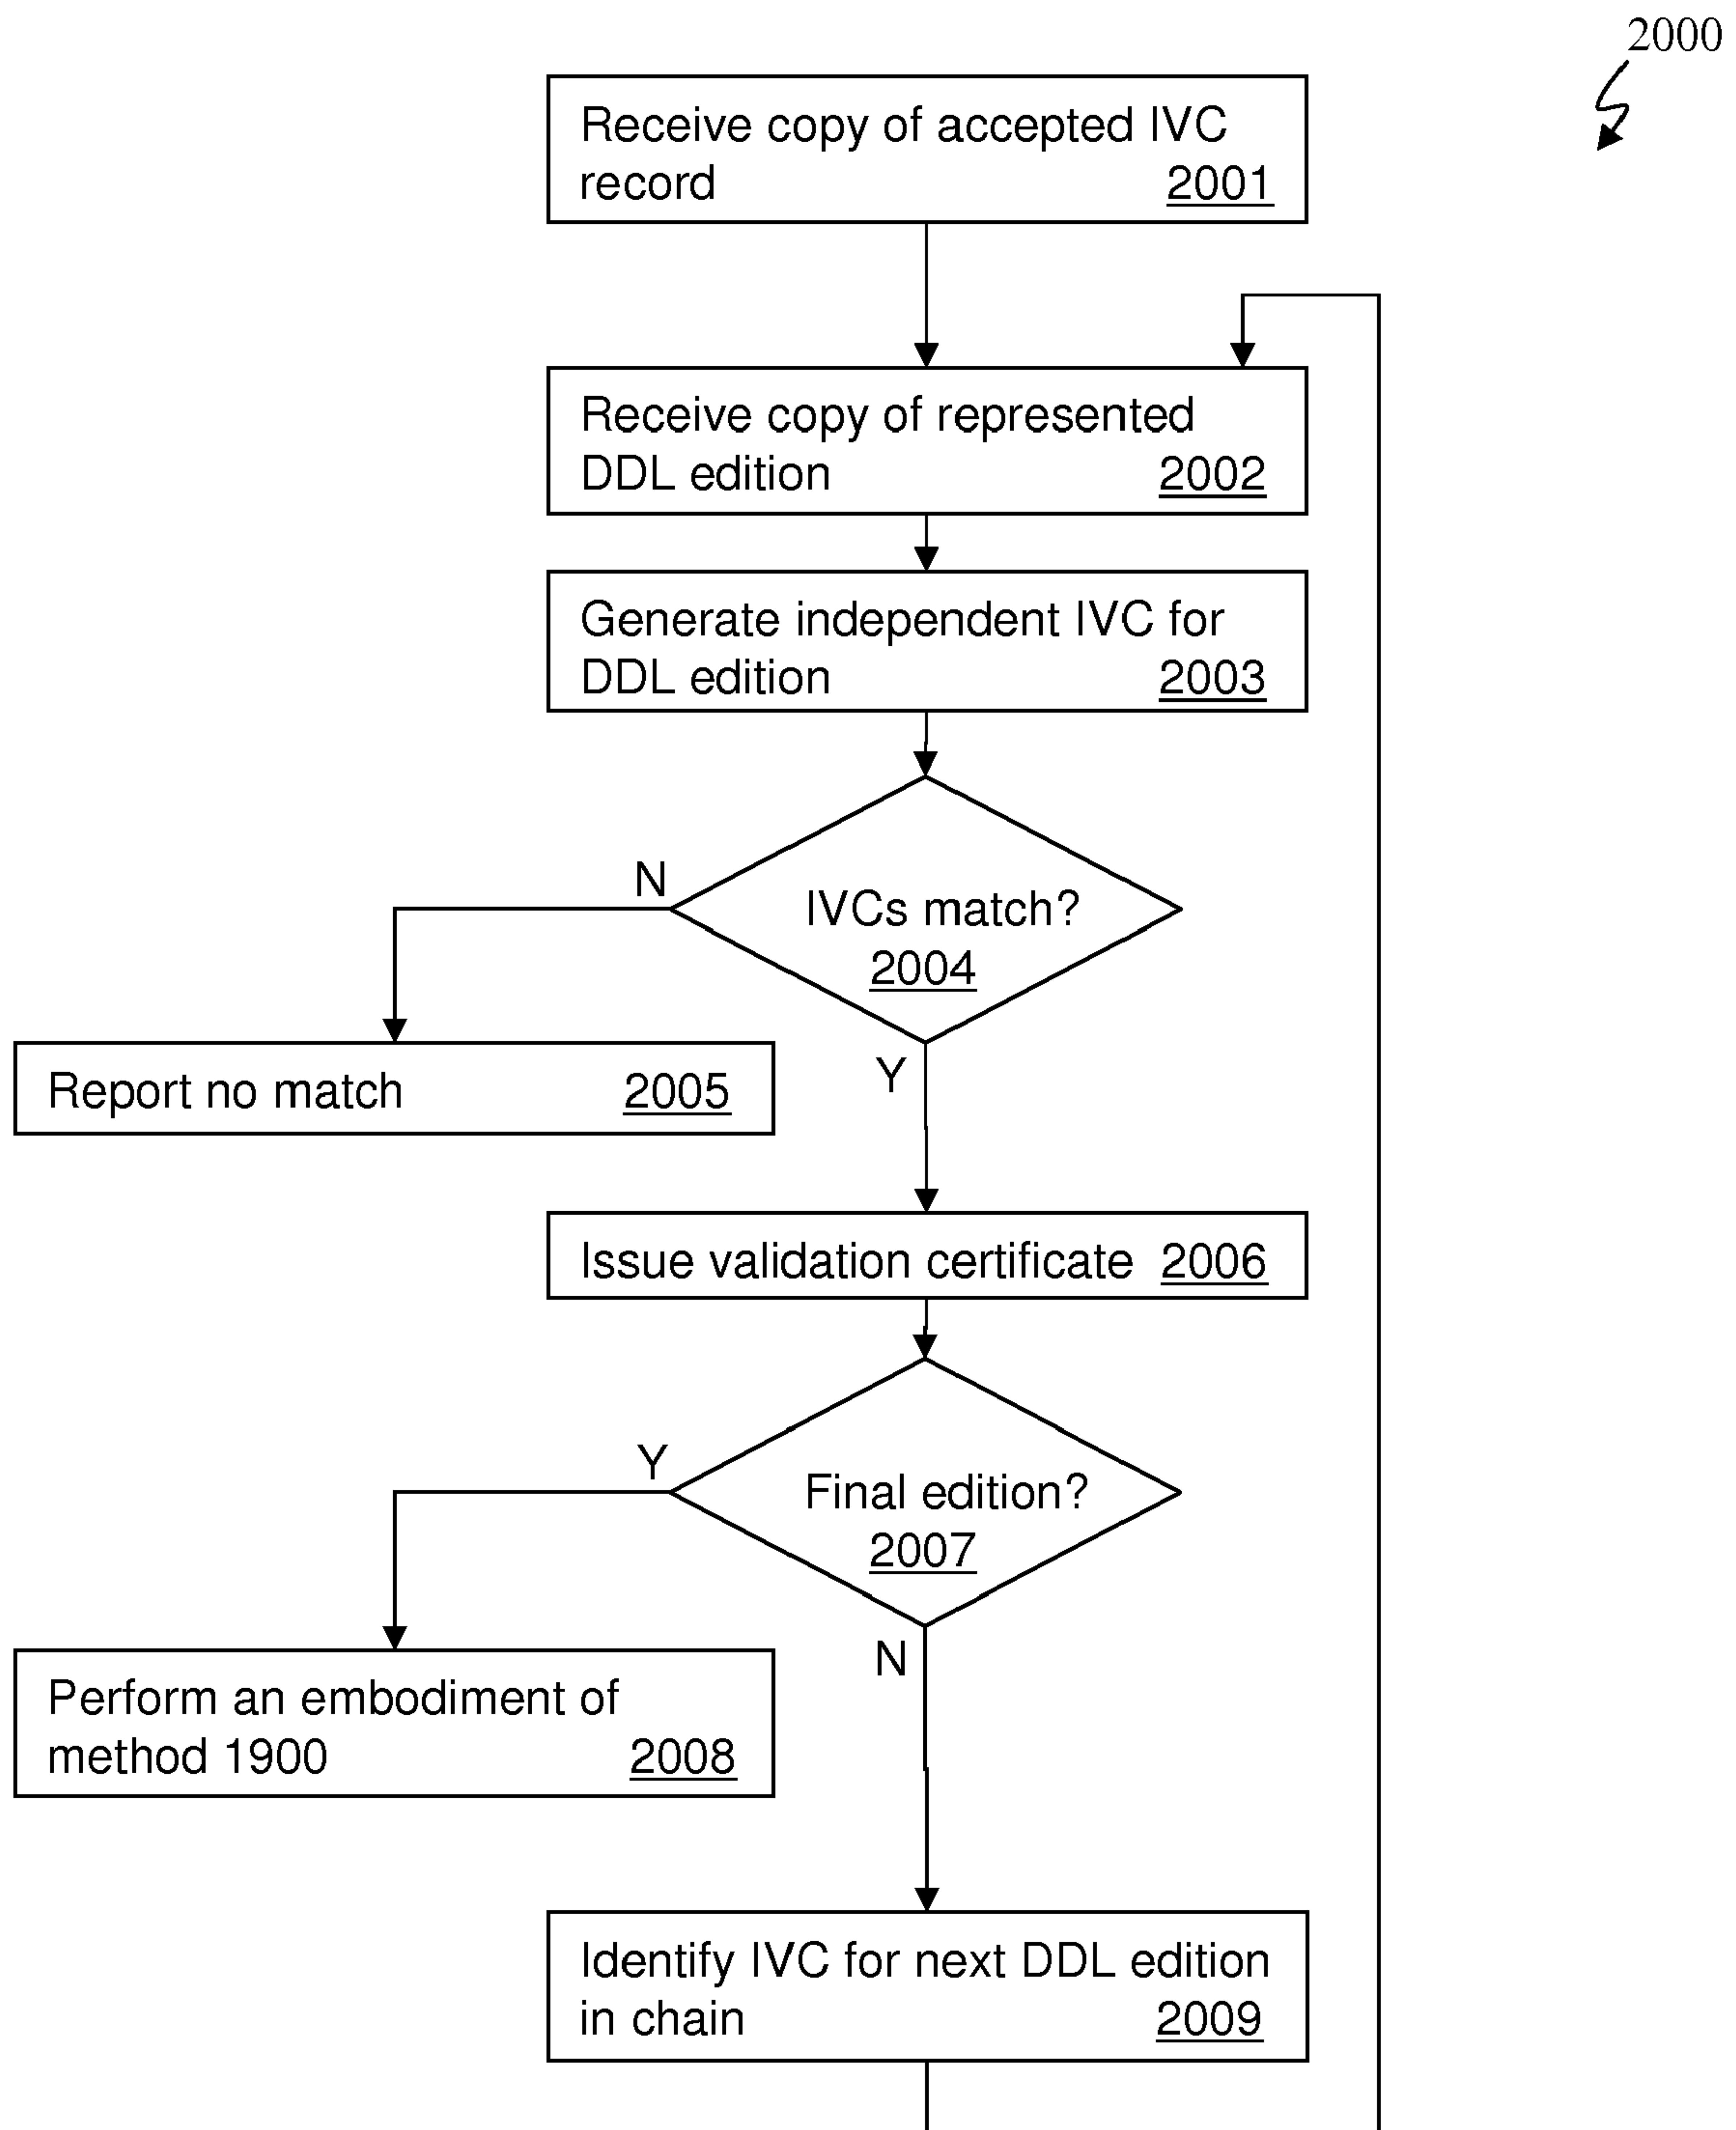 2000
Receive copy of accepted IVC
record 2001
Receive copy of represented
DDL edition 2002
Generate independent IVC for
DDL edition 2003
N
IVCs match?
2004
Y
Report no match 2005
Issue validation certificate 2006
Y
Final edition?
2007
N
Perform an embodiment of
method 1900 2008
Identify IVC for next DDL edition
in chain 2009